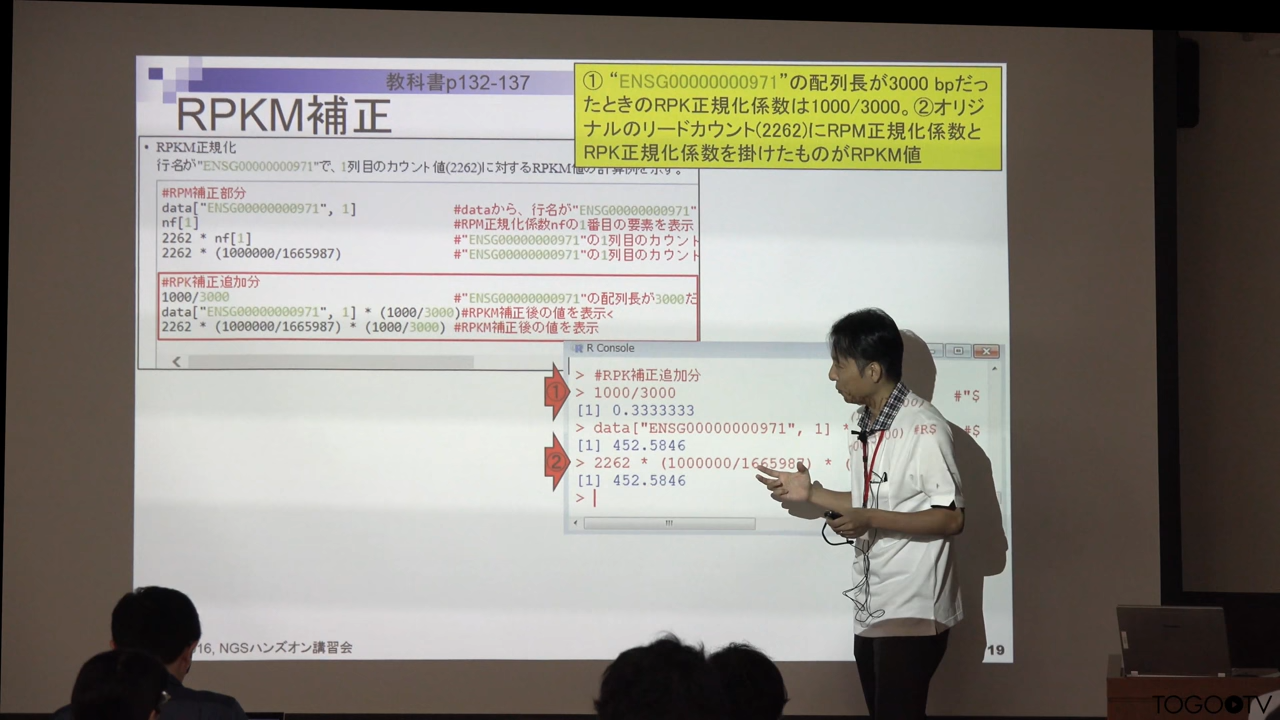 教科書p132-137
RPKM補正
① “ENSG00000000971”の配列長が3000 bpだっ
たときのRPK正規化係数は1000/3000。②オリジ
ナルのリードカウント(2262)にRPM正規化係数と
RPK正規化係数を掛けたものがRPKM値
• RPKM正規化
行名が"ENSG00000000971"で、1列目のカウント値(2262)に対するRPKM値の計算例を示す。
#RPM補正部分
data["ENSG00000000971", 1] #dataから、行名が"ENSG00000000971"
nf[1] #RPM正規化係数nfの1番目の要素を表示
2262 * nf[1] #"ENSG00000000971"の1列目のカウント
2262 * (1000000/1665987) #"ENSG00000000971"の1列目のカウント
#RPK補正追加分
1000/3000 #"ENSG00000000971"の配列長が3000だ
data["ENSG00000000971", 1] * (1000/3000)#RPKM補正後の値を表示<
2262 * (1000000/1665987) * (1000/3000) #RPKM補正後の値を表示
R Console
> #RPK補正追加分
① > 1000/3000 #"$
[1] 0.3333333
> data["ENSG00000000971", 1] * #R$ #$
[1] 452.5846
② > 2262 * (1000000/1665987) * (
[1] 452.5846
>
16, NGSハンズオン講習会
19
TOGOTV